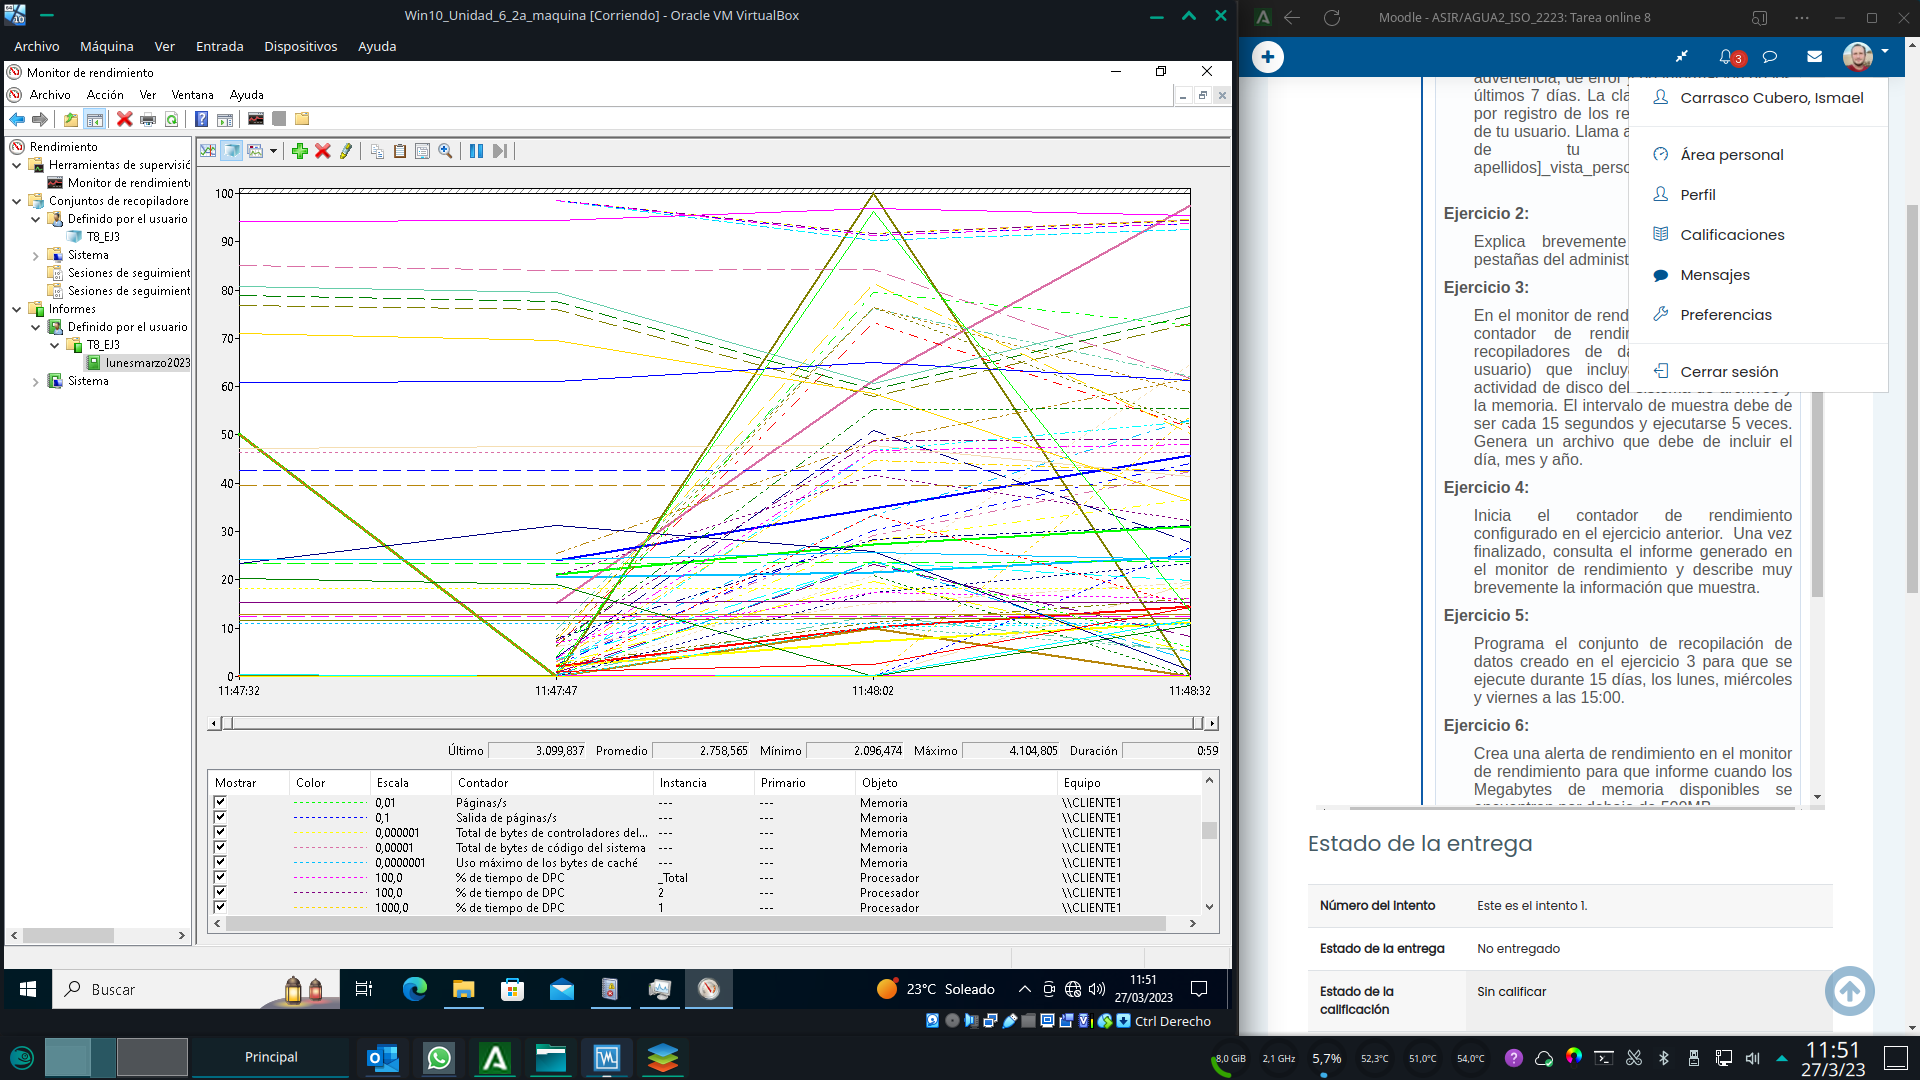 Win10_Unidad_6_2a_maquina [Corriendo] - Oracle VM VirtualBox
Archivo Máquina Ver Entrada Dispositivos Ayuda
Monitor de rendimiento
Archivo Acción Ver Ventana Ayuda
Rendimiento
Herramientas de supervisió
Monitor de rendimient
Conjuntos de recopiladore
Definido por el usuario
T8_EJ3
Sistema
Sesiones de seguimient
Sesiones de seguimient
Informes
Definido por el usuario
T8_EJ3
lunesmarzo2023
Sistema
100
90
80
70
60
50
40
30
20
10
0
11:47:32 11:47:47 11:48:02 11:48:32
Último 3.099,837 Promedio 2.758,565 Mínimo 2.096,474 Máximo 4.104,805 Duración 0:59
Mostrar Color Escala Contador Instancia Primario Objeto Equipo
0,01 Páginas/s --- --- Memoria \\CLIENTE1
0,1 Salida de páginas/s --- --- Memoria \\CLIENTE1
0,000001 Total de bytes de controladores del... --- --- Memoria \\CLIENTE1
0,00001 Total de bytes de código del sistema --- --- Memoria \\CLIENTE1
0,0000001 Uso máximo de los bytes de caché --- --- Memoria \\CLIENTE1
100,0 % de tiempo de DPC _Total --- Procesador \\CLIENTE1
100,0 % de tiempo de DPC 2 --- Procesador \\CLIENTE1
1000,0 % de tiempo de DPC 1 --- Procesador \\CLIENTE1
Buscar
23°C Soleado
11:51
27/03/2023
Ctrl Derecho
Principal
8,0 GiB 2,1 GHz 5,7% 52,3°C 51,0°C 54,0°C
11:51
27/3/23
Moodle - ASIR/AGUA2_ISO_2223: Tarea online 8
3
Carrasco Cubero, Ismael
Área personal
Perfil
Calificaciones
Mensajes
Preferencias
Cerrar sesión
advertencia, de error
últimos 7 días. La cla
por registro de los re
de tu usuario. Llama a
de tu
apellidos]_vista_perso
Ejercicio 2:
Explica brevemente
pestañas del administ
Ejercicio 3:
En el monitor de rend
contador de rendir
recopiladores de da
usuario) que incluy
actividad de disco del
la memoria. El intervalo de muestra debe de
ser cada 15 segundos y ejecutarse 5 veces.
Genera un archivo que debe de incluir el
día, mes y año.
Ejercicio 4:
Inicia el contador de rendimiento
configurado en el ejercicio anterior. Una vez
finalizado, consulta el informe generado en
el monitor de rendimiento y describe muy
brevemente la información que muestra.
Ejercicio 5:
Programa el conjunto de recopilación de
datos creado en el ejercicio 3 para que se
ejecute durante 15 días, los lunes, miércoles
y viernes a las 15:00.
Ejercicio 6:
Crea una alerta de rendimiento en el monitor
de rendimiento para que informe cuando los
Megabytes de memoria disponibles se
encuentren por debajo de 500MB
Estado de la entrega
Número del intento Este es el intento 1.
Estado de la entrega No entregado
Estado de la calificación Sin calificar